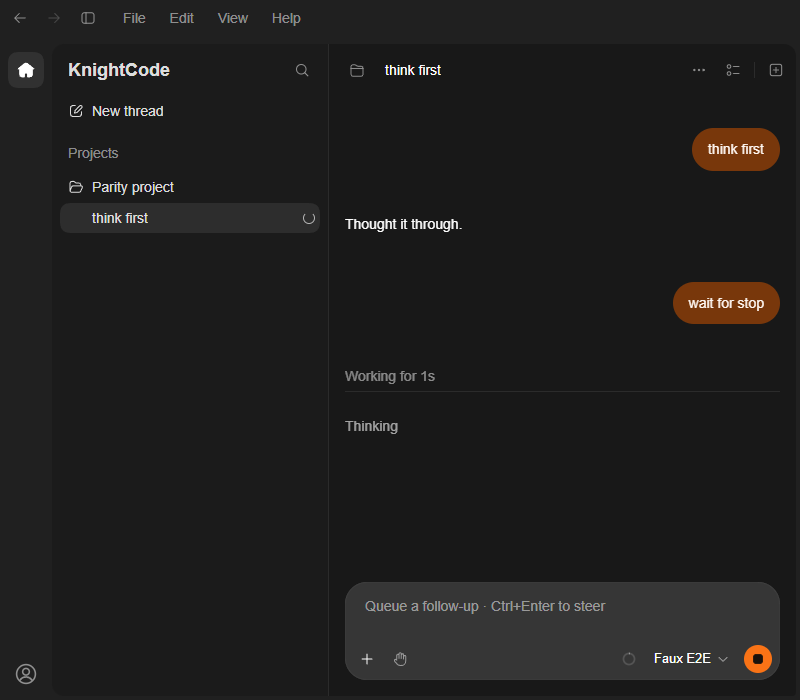 File Edit View Help
KnightCode
New thread
Projects
Parity project
think first
think first
think first
Thought it through.
wait for stop
Working for 1s
Thinking
Queue a follow-up · Ctrl+Enter to steer
Faux E2E